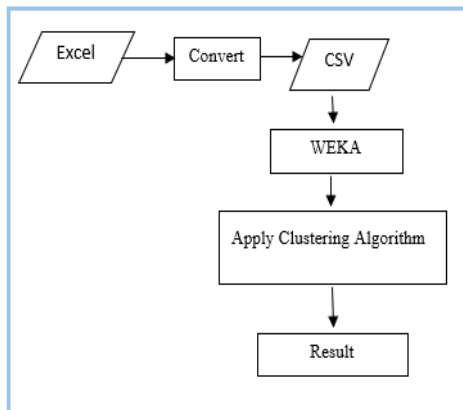 Excel
Convert
CSV
WEKA
Apply Clustering Algorithm
Result